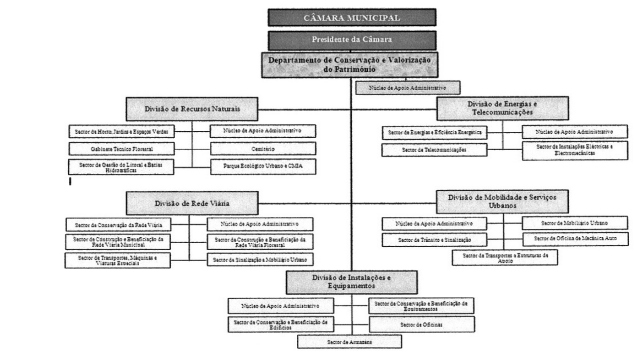 CÂMARA MUNICIPAL
Presidente da Câmara
Departamento de Conservação e Valorização
do Património
Núcleo de Apoio Administrativo
Divisão de Recursos Naturais
Sector de Horto, Jardins e Espaços Verdes
Núcleo de Apoio Administrativo
Gabinete Técnico Florestal
Cemitério
Sector de Gestão do Litoral e Bacias
Hidrográficas
Parque Ecológico Urbano e CMIA
Divisão de Energias e
Telecomunicações
Sector de Energias e Eficiência Energética
Núcleo de Apoio Administrativo
Sector de Telecomunicações
Sector de Instalações Eléctricas e
Electromecânicas
Divisão de Rede Viária
Sector de Conservação da Rede Viária
Núcleo de Apoio Administrativo
Sector de Construção e Beneficiação da
Rede Viária Municipal
Sector de Construção e Beneficiação da
Rede Viária Florestal
Sector de Transportes, Máquinas e
Viaturas Especiais
Sector de Sinalização e Mobiliário Urbano
Divisão de Mobilidade e Serviços
Urbanos
Núcleo de Apoio Administrativo
Sector de Mobiliário Urbano
Sector de Trânsito e Sinalização
Sector de Oficina de Mecânica Auto
Sector de Transportes e Estruturas de
Apoio
Divisão de Instalações e
Equipamentos
Núcleo de Apoio Administrativo
Sector de Conservação e Beneficiação de
Equipamentos
Sector de Conservação e Beneficiação de
Edifícios
Sector de Oficinas
Sector de Armazéns